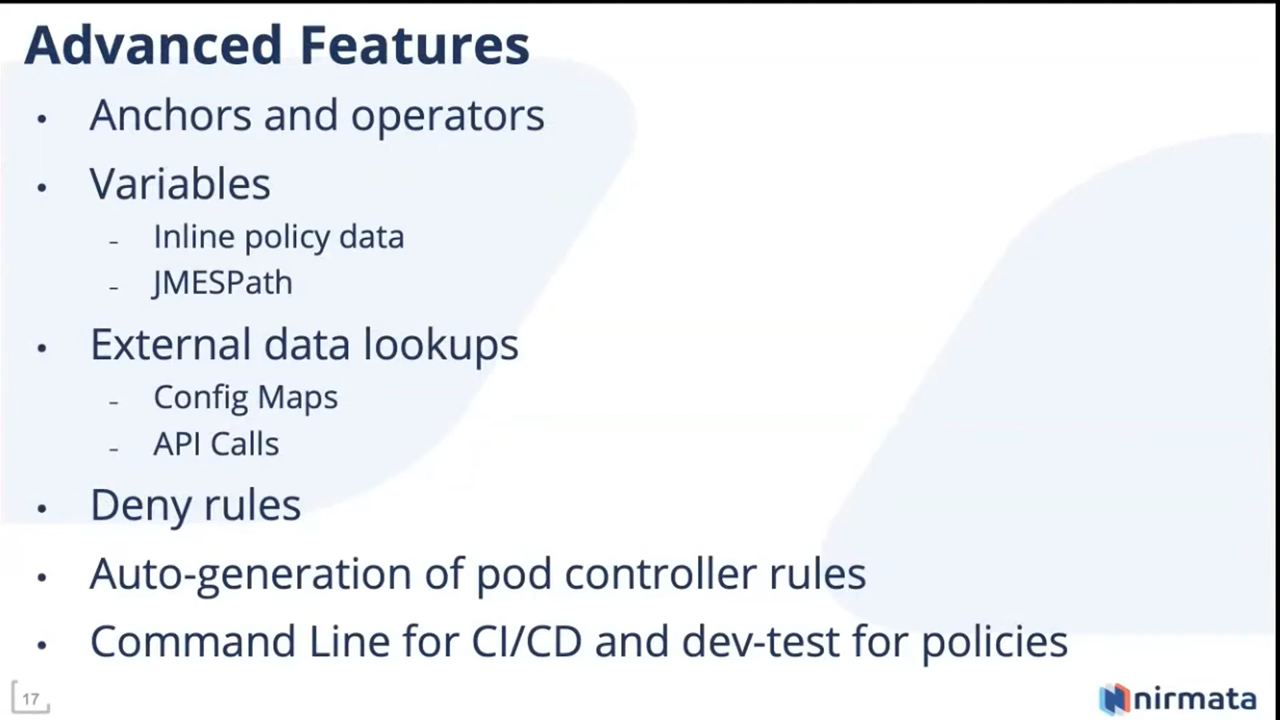 Advanced Features
• Anchors and operators
• Variables
- Inline policy data
- JMESPath
• External data lookups
- Config Maps
- API Calls
• Deny rules
• Auto-generation of pod controller rules
• Command Line for CI/CD and dev-test for policies
17
nirmata